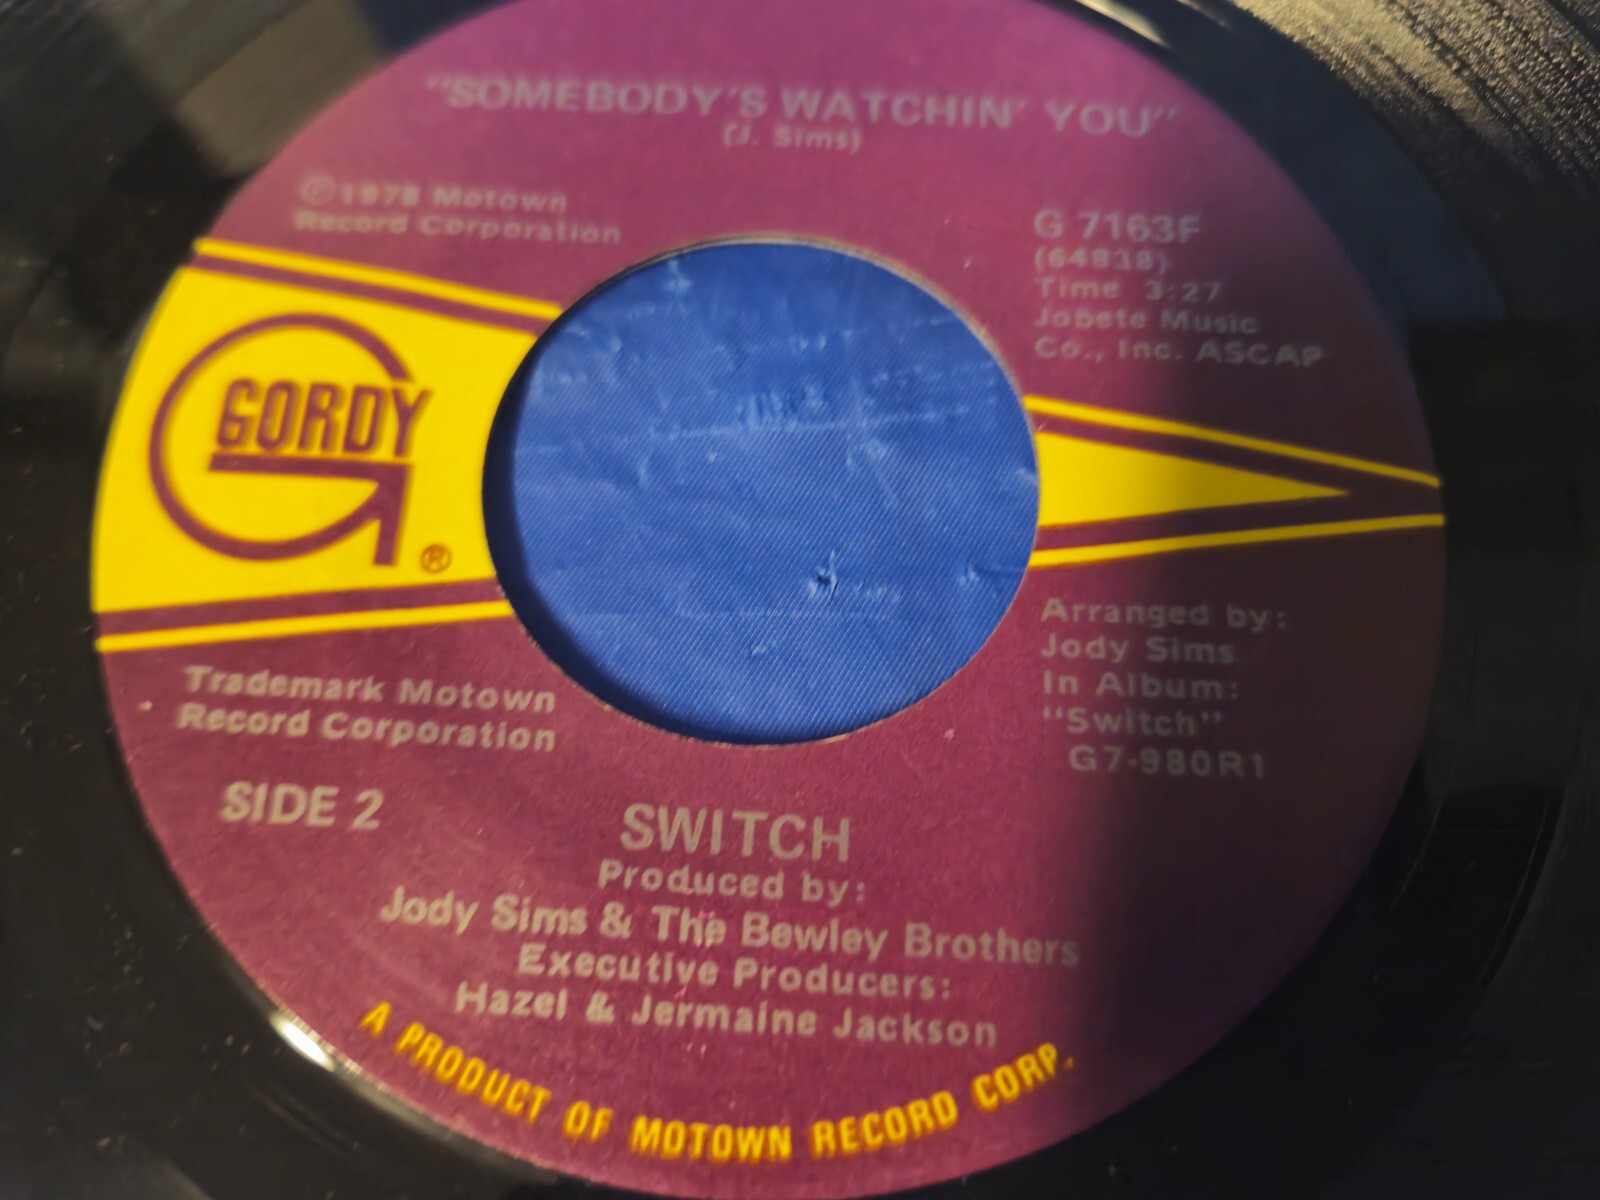 "SOMEBODY'S WATCHIN' YOU"
(J. Sims)
Ⓟ 1978 Motown
Record Corporation
G 7163F
(64838)
Time 3:27
Jobete Music
Co., Inc. ASCAP
GORDY
®
Arranged by:
Jody Sims
In Album:
"Switch"
G7-980R1
Trademark Motown
Record Corporation
SIDE 2
SWITCH
Produced by:
Jody Sims & The Bewley Brothers
Executive Producers:
Hazel & Jermaine Jackson
A PRODUCT OF MOTOWN RECORD CORP.